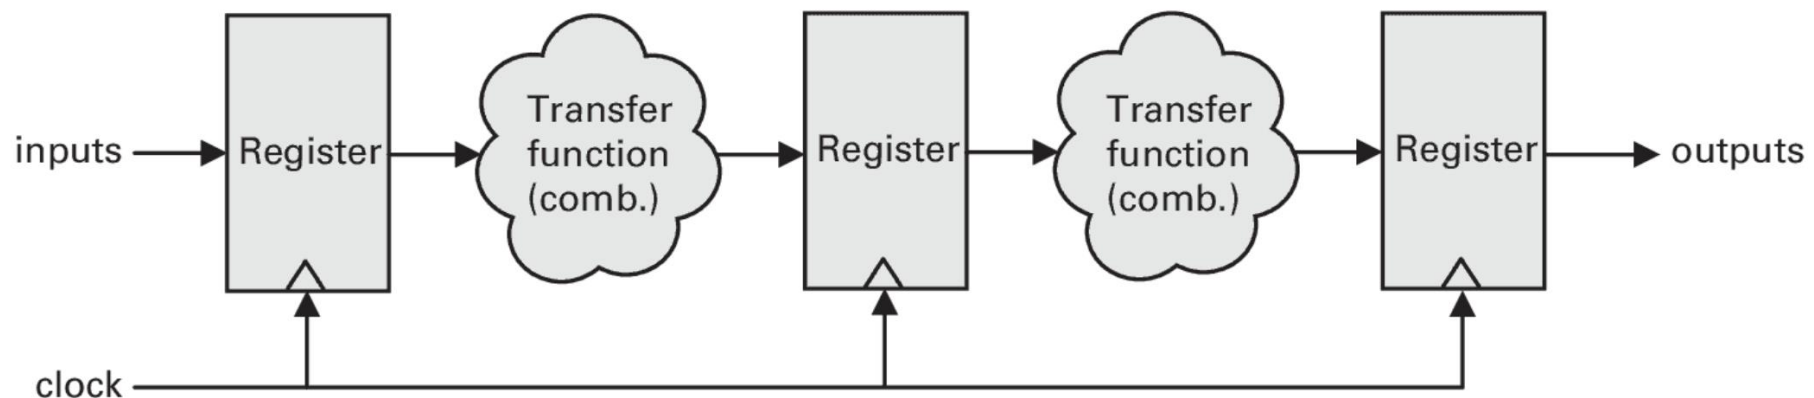 inputs
Register
Transfer
function
(comb.)
Register
Transfer
function
(comb.)
Register
outputs
clock